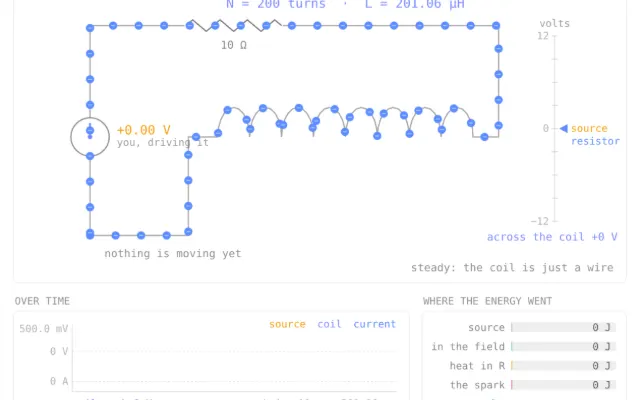 N = 200 turns · L = 201.06 µH
volts
12
10 Ω
+0.00 V
you, driving it
0
source
resistor
−12
across the coil +0 V
nothing is moving yet
steady: the coil is just a wire
OVER TIME
WHERE THE ENERGY WENT
500.0 mV
source coil current
0 V
0 A
source 0 J
in the field 0 J
heat in R 0 J
the spark 0 J